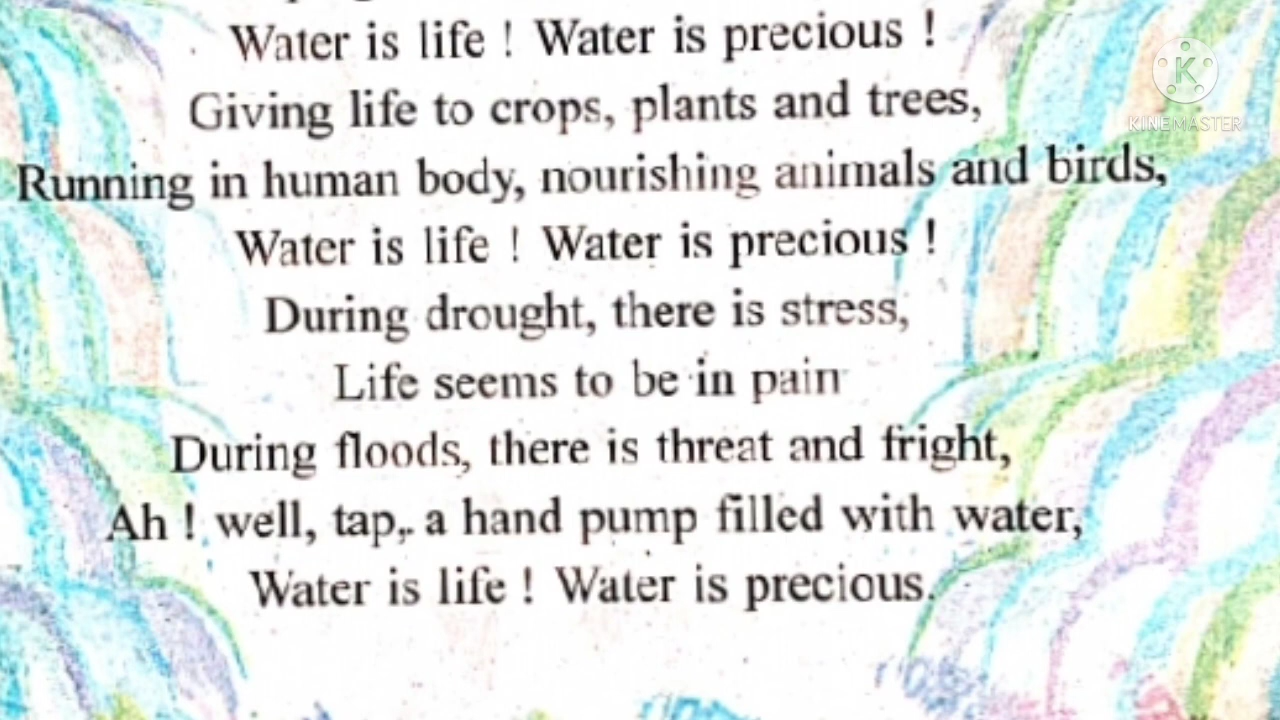 Water is life ! Water is precious !
Giving life to crops, plants and trees,
Running in human body, nourishing animals and birds,
Water is life ! Water is precious !
During drought, there is stress,
Life seems to be in pain
During floods, there is threat and fright,
Ah ! well, tap, a hand pump filled with water,
Water is life ! Water is precious.
K
KINEMASTER